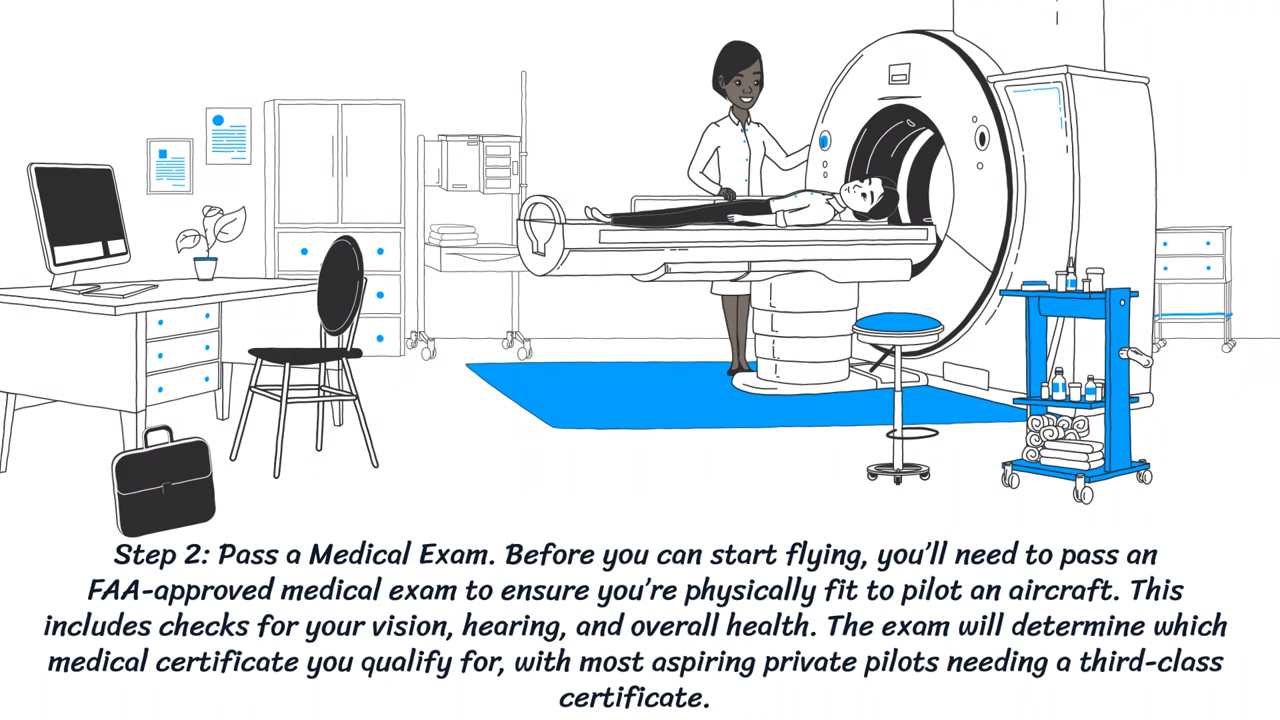 Step 2: Pass a Medical Exam. Before you can start flying, you'll need to pass an
FAA-approved medical exam to ensure you're physically fit to pilot an aircraft. This
includes checks for your vision, hearing, and overall health. The exam will determine which
medical certificate you qualify for, with most aspiring private pilots needing a third-class
certificate.